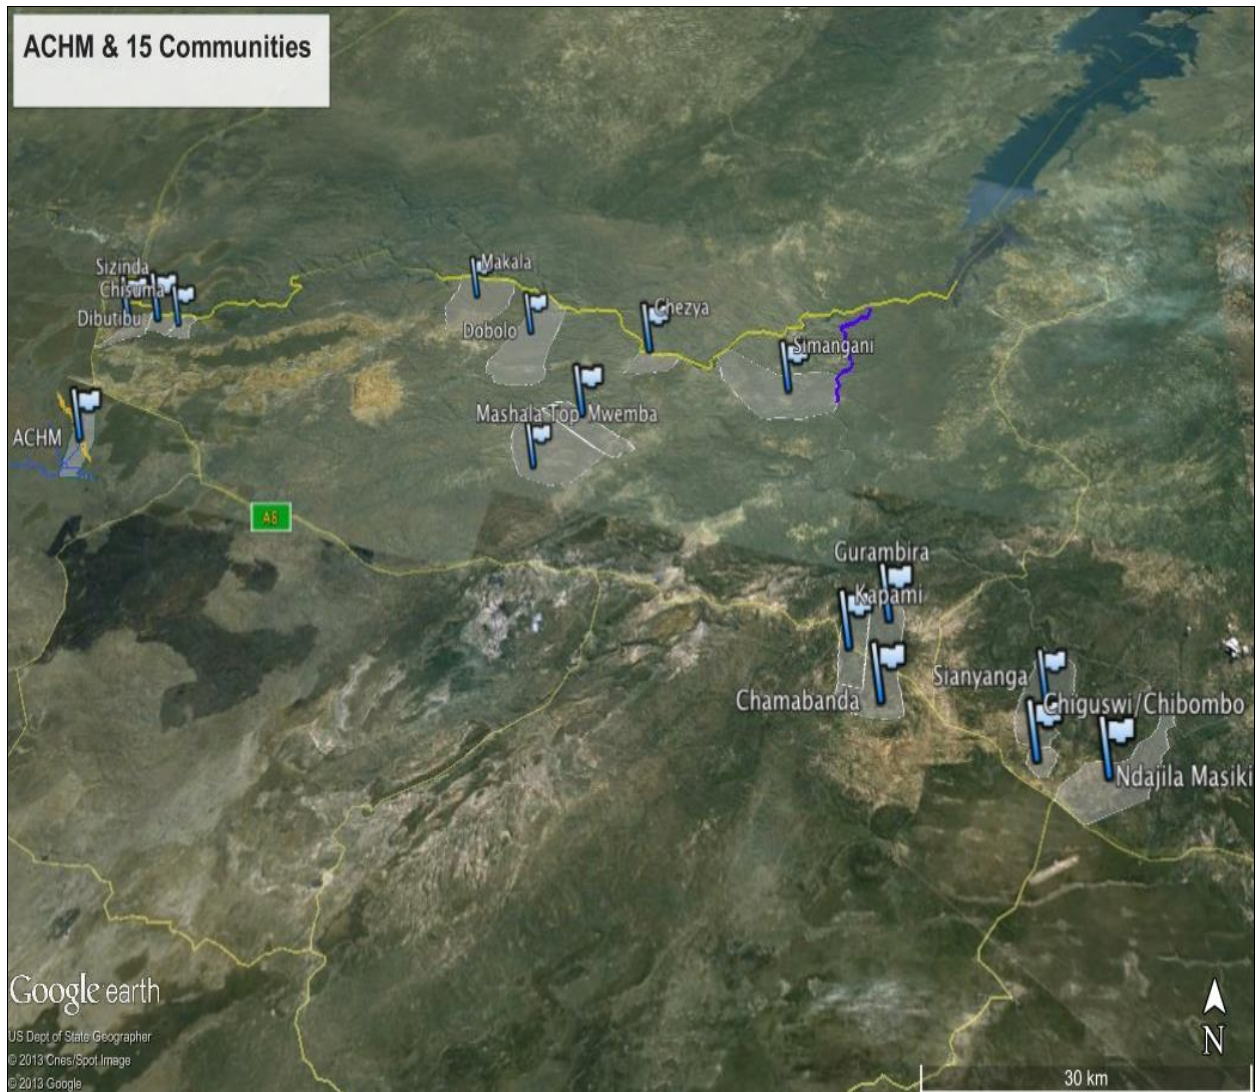 ACHM & 15 Communities
Sizinda
Chisuma
Dibutibu
Makala
Dobolo
Chezya
Simangani
Mashala Top Mwemba
ACHM
A8
Gurambira
Kapami
Sianyanga
Chamabanda
Chiguswi/Chibombo
Ndajila Masiki
Google earth
US Dept of State Geographer
© 2013 Cnes/Spot Image
© 2013 Google
N
30 km